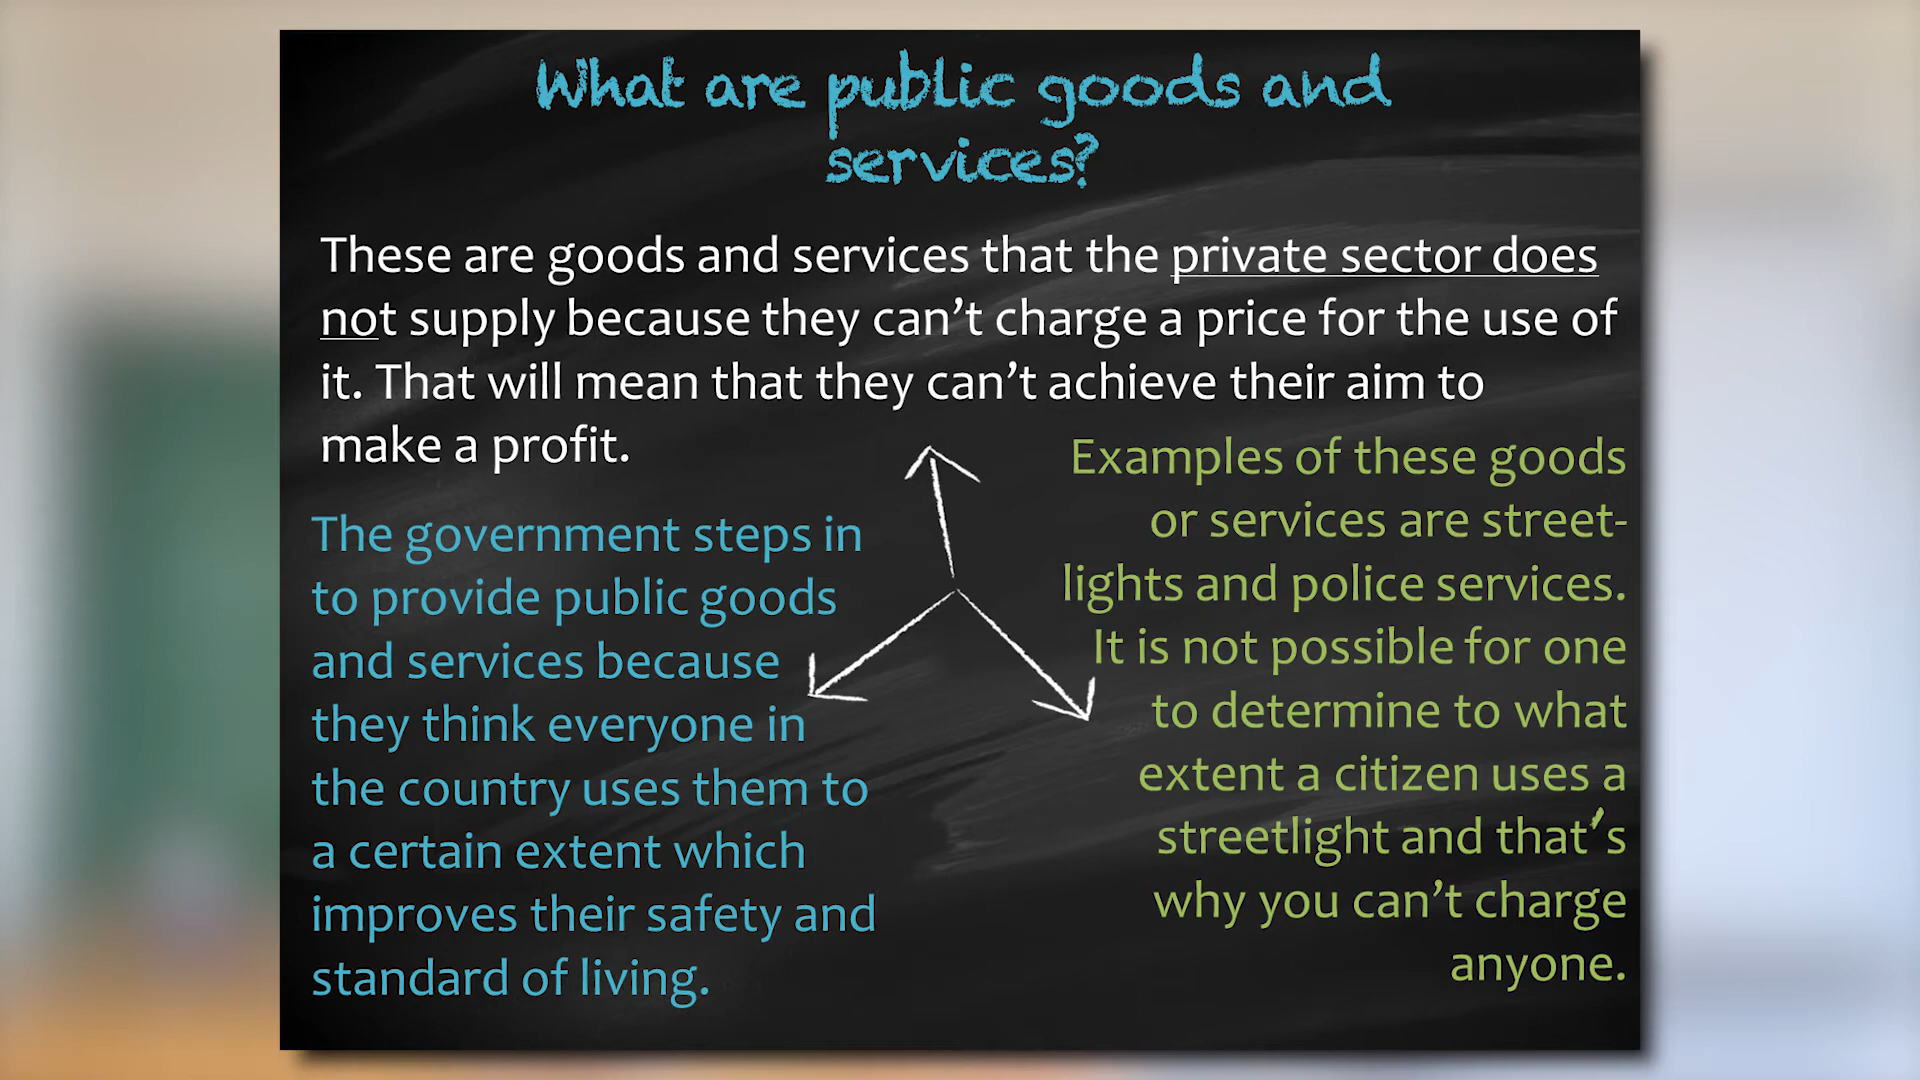 What are public goods and
services?
These are goods and services that the private sector does
not supply because they can’t charge a price for the use of
it. That will mean that they can’t achieve their aim to
make a profit.
The government steps in
to provide public goods
and services because
they think everyone in
the country uses them to
a certain extent which
improves their safety and
standard of living.
Examples of these goods
or services are street-
lights and police services.
It is not possible for one
to determine to what
extent a citizen uses a
streetlight and that’s
why you can’t charge
anyone.